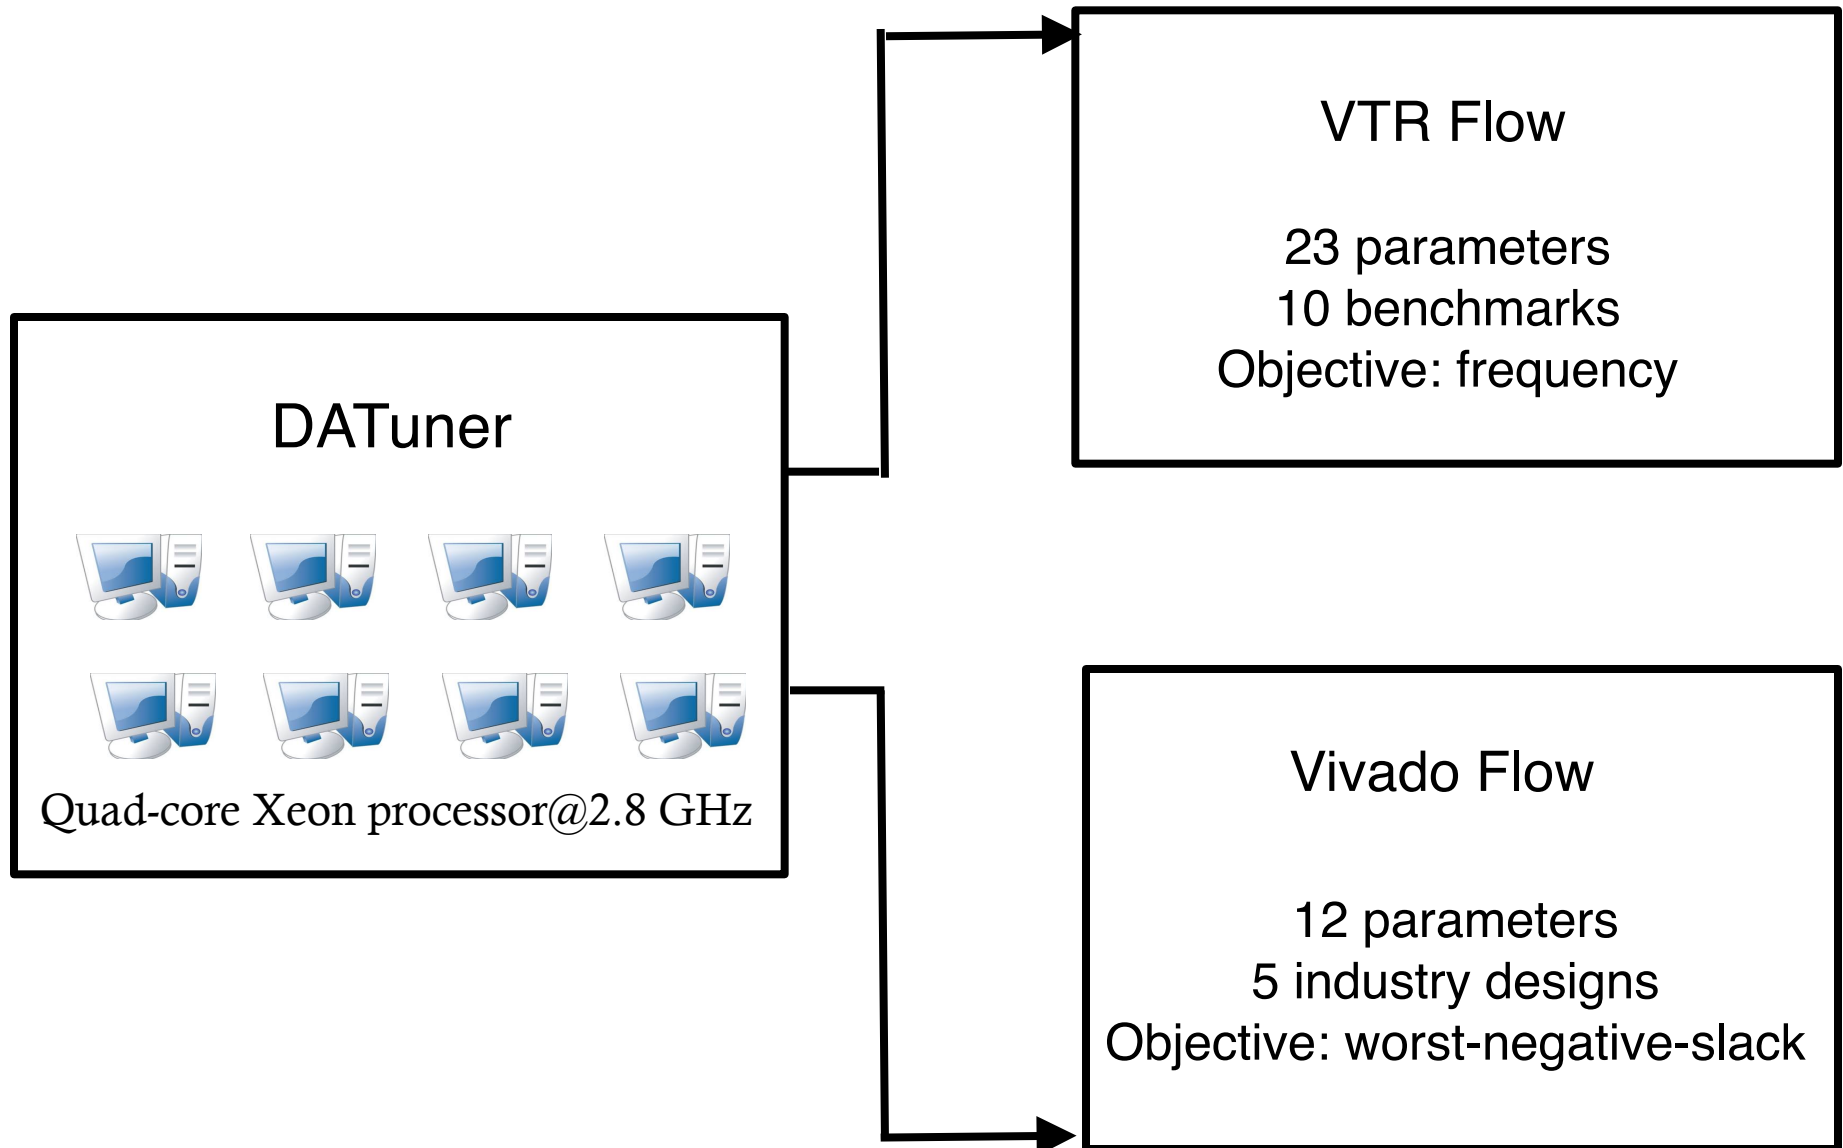 DATuner
Quad-core Xeon processor@2.8 GHz
VTR Flow
23 parameters
10 benchmarks
Objective: frequency
Vivado Flow
12 parameters
5 industry designs
Objective: worst-negative-slack